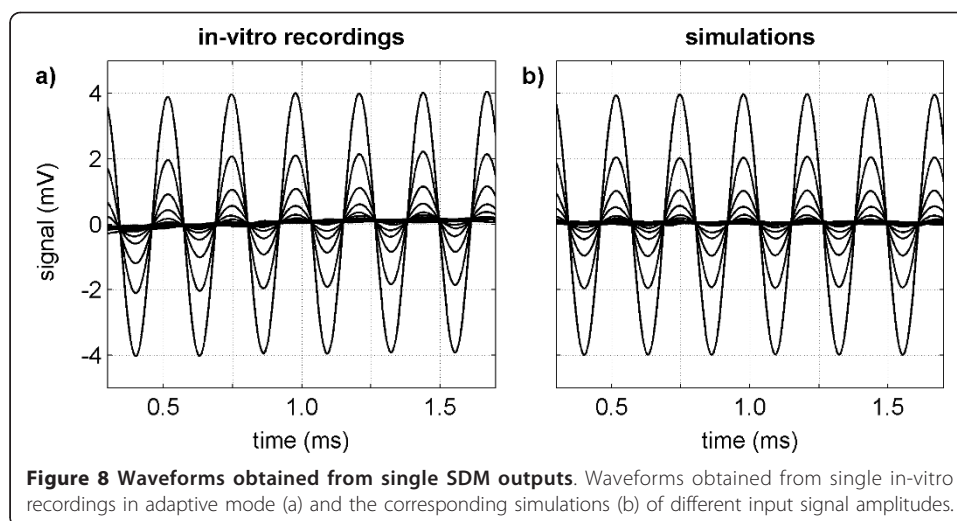 in-vitro recordings
simulations
a)
b)
signal (mV)
4
2
0
-2
-4
0.5
1.0
1.5
0.5
1.0
1.5
time (ms)
time (ms)
Figure 8 Waveforms obtained from single SDM outputs. Waveforms obtained from single in-vitro
recordings in adaptive mode (a) and the corresponding simulations (b) of different input signal amplitudes.